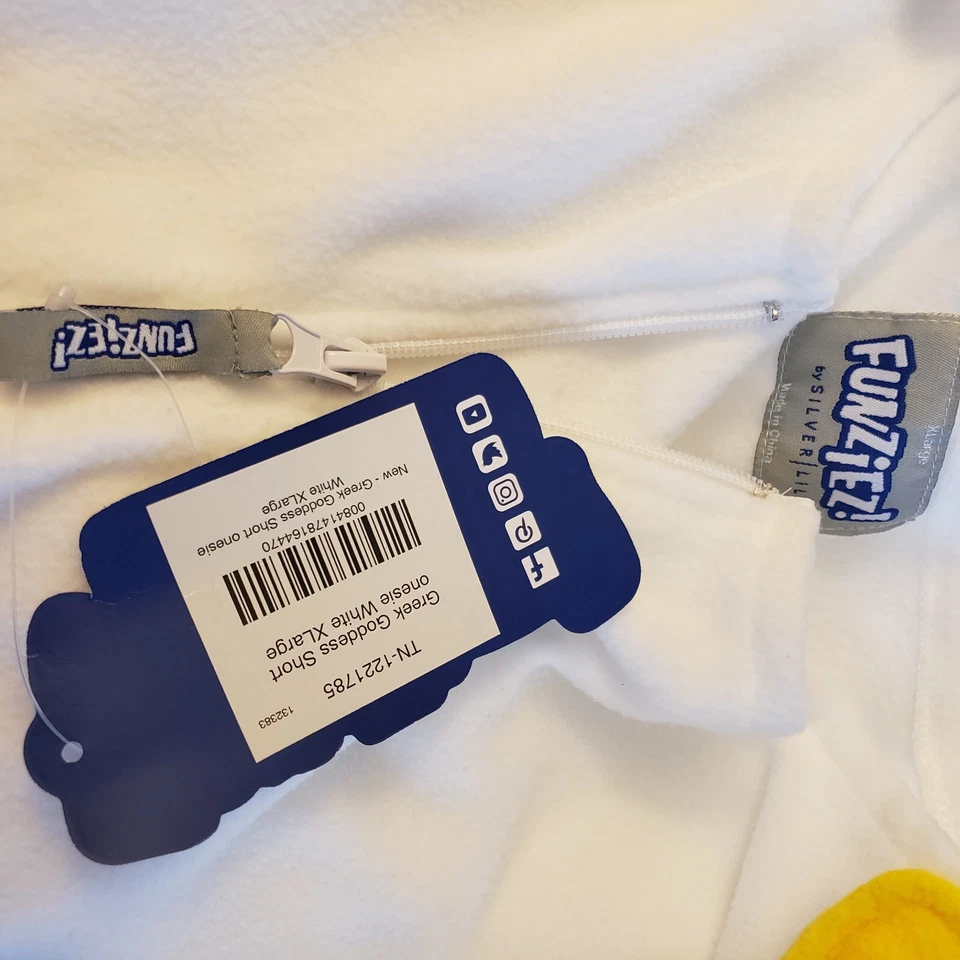 FUNZiEZ!
FUNZiEZ!
by SILVER|LIL
Made in China
XLarge
TN-1221785
132383
Greek Goddess Short
onesie White XLarge
00841478164470
New - Greek Goddess Short onesie
White XLarge